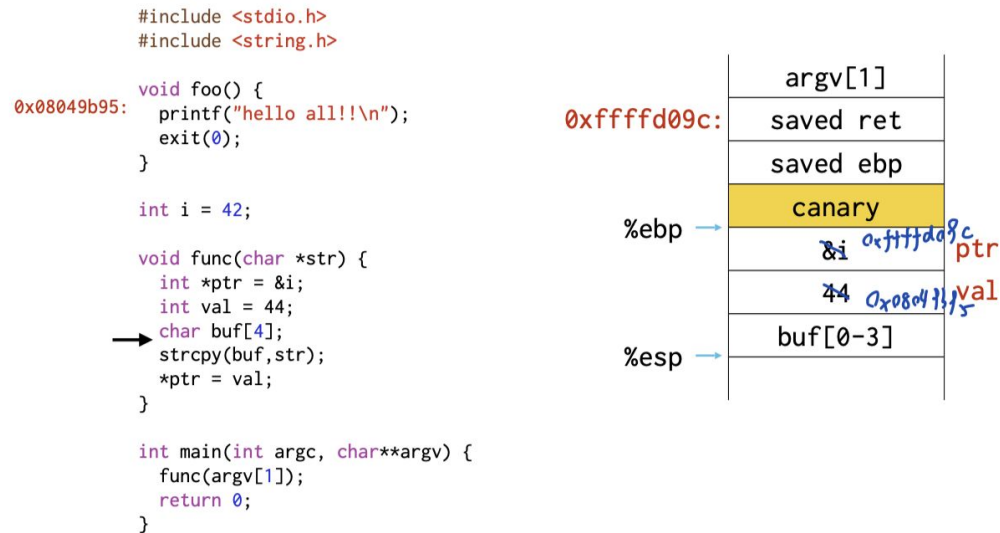 #include <stdio.h>
#include <string.h>
void foo() {
0x08049b95:
printf("hello all!!\n");
exit(0);
}
int i = 42;
void func(char *str) {
int *ptr = &i;
int val = 44;
char buf[4];
strcpy(buf,str);
*ptr = val;
}
int main(int argc, char**argv) {
func(argv[1]);
return 0;
}
argv[1]
0xffffd09c: saved ret
saved ebp
canary
%ebp
&i 0xffffd09c ptr
44 val
buf[0-3]
%esp